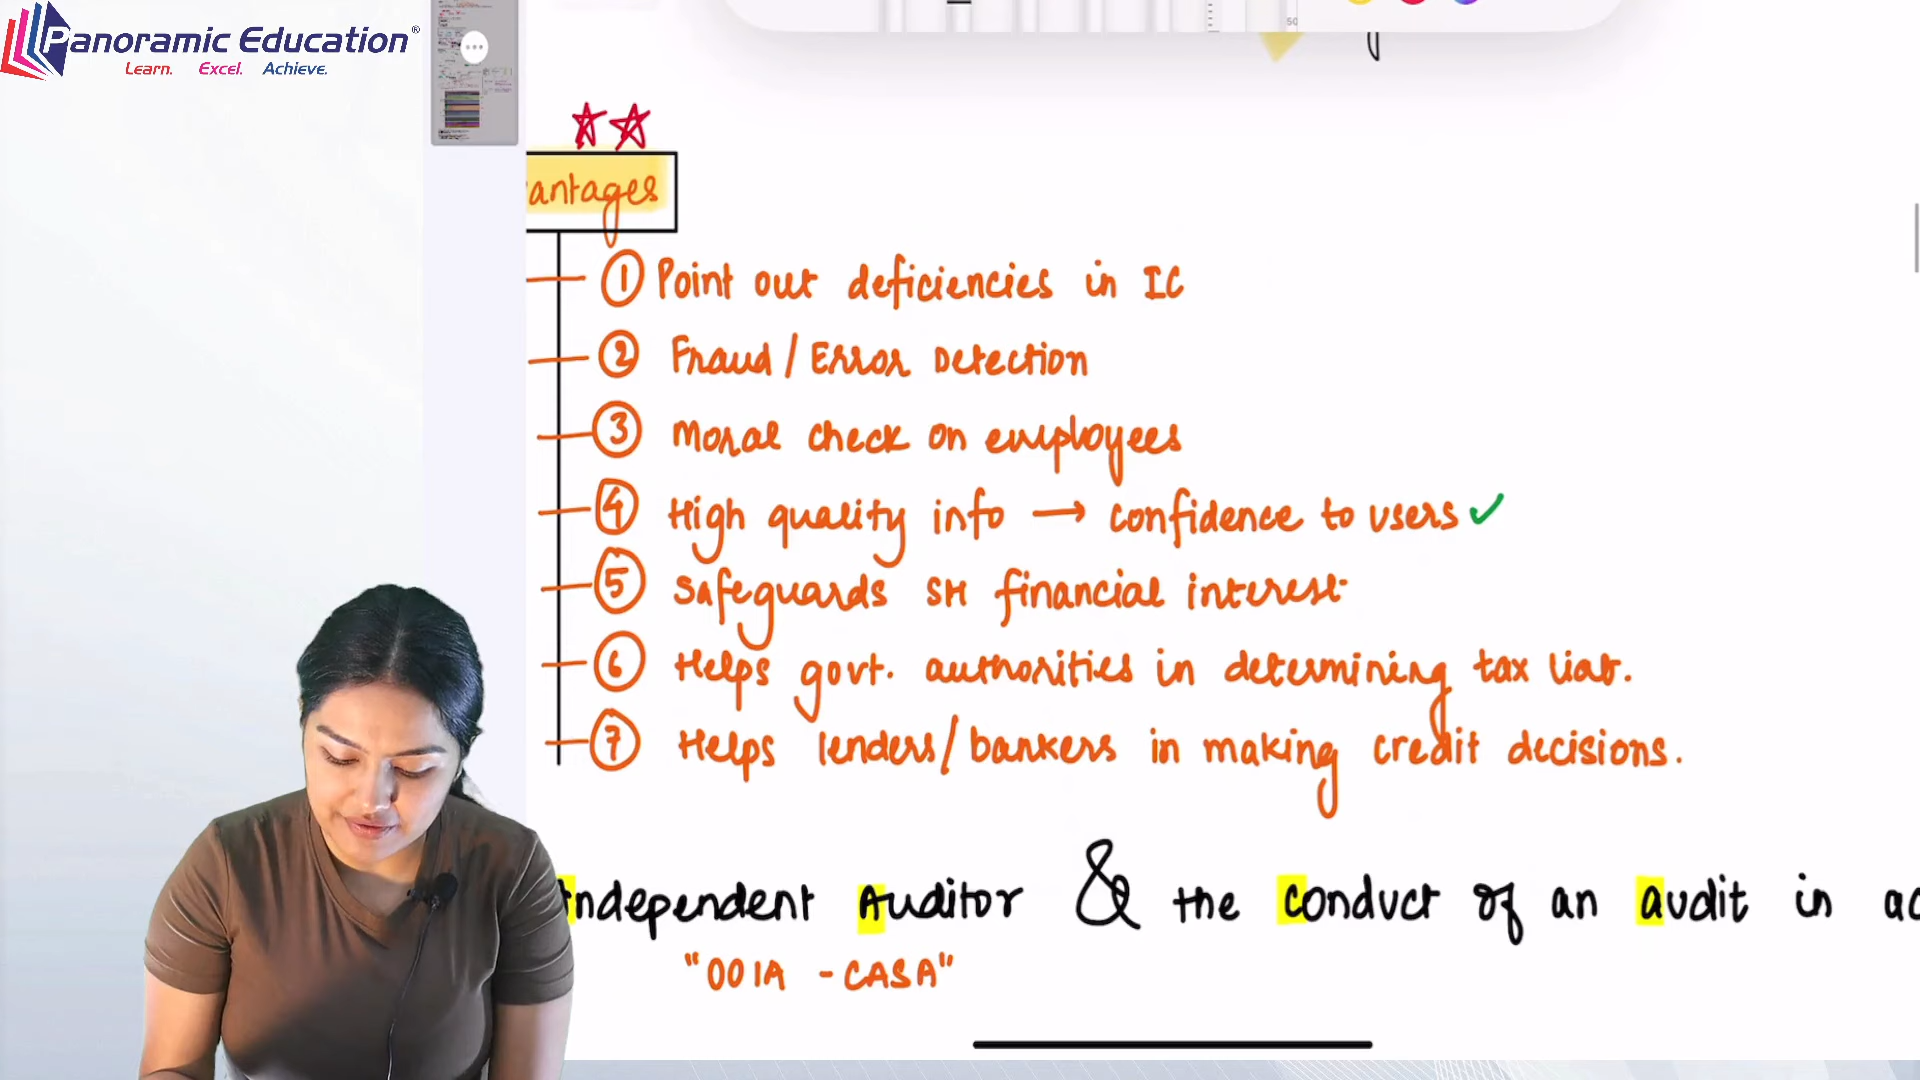 Panoramic Education®
Learn. Excel. Achieve.
50
antages
① Point out deficiencies in IC
② Fraud / Error Detection
③ Moral check on employees
④ High quality info → confidence to users ✓
⑤ Safeguards SH financial interest
⑥ Helps govt. authorities in determining tax liab.
⑦ Helps lenders/bankers in making credit decisions.
Independent Auditor & the conduct of an audit in ac
"OOIA - CASA"